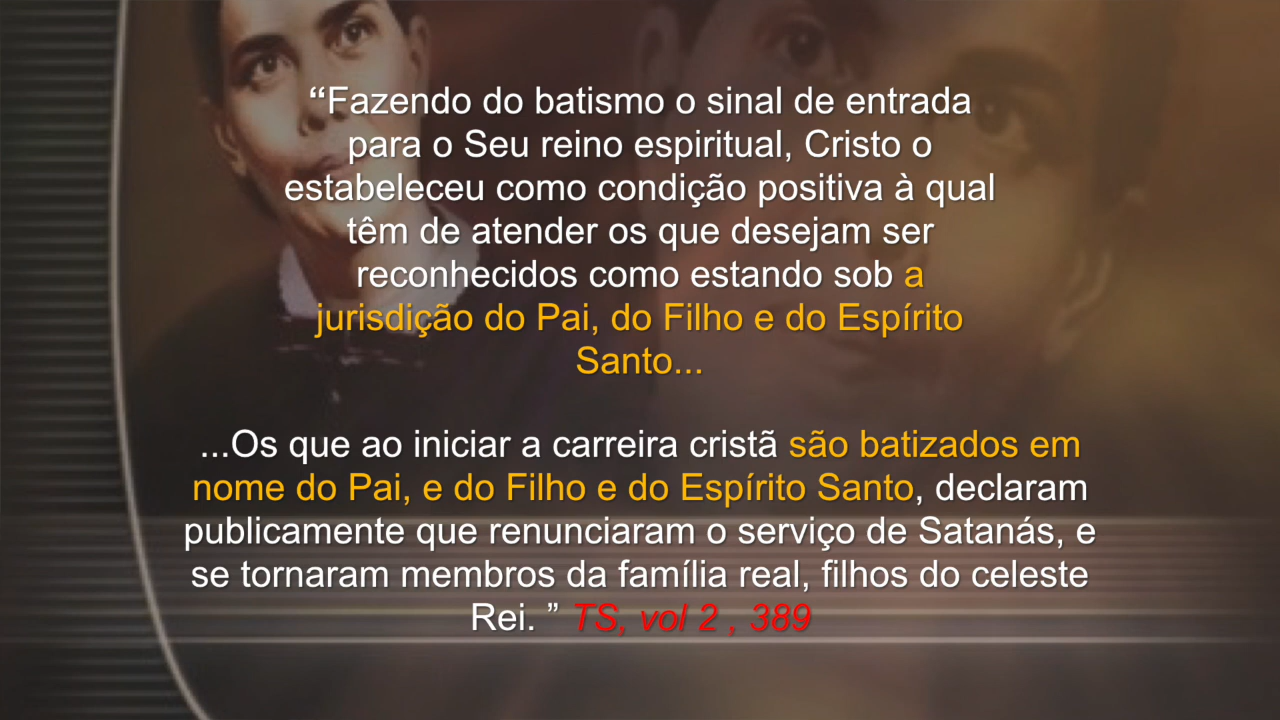 “Fazendo do batismo o sinal de entrada
para o Seu reino espiritual, Cristo o
estabeleceu como condição positiva à qual
têm de atender os que desejam ser
reconhecidos como estando sob a
jurisdição do Pai, do Filho e do Espírito
Santo...
...Os que ao iniciar a carreira cristã são batizados em
nome do Pai, e do Filho e do Espírito Santo, declaram
publicamente que renunciaram o serviço de Satanás, e
se tornaram membros da família real, filhos do celeste
Rei. ” TS, vol 2 , 389